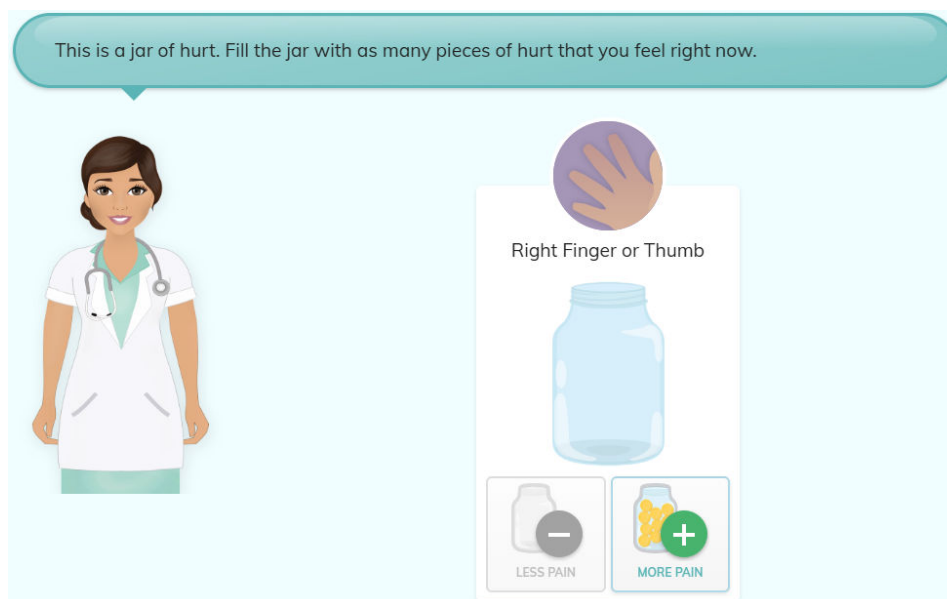 This is a jar of hurt. Fill the jar with as many pieces of hurt that you feel right now.
Right Finger or Thumb
LESS PAIN
MORE PAIN